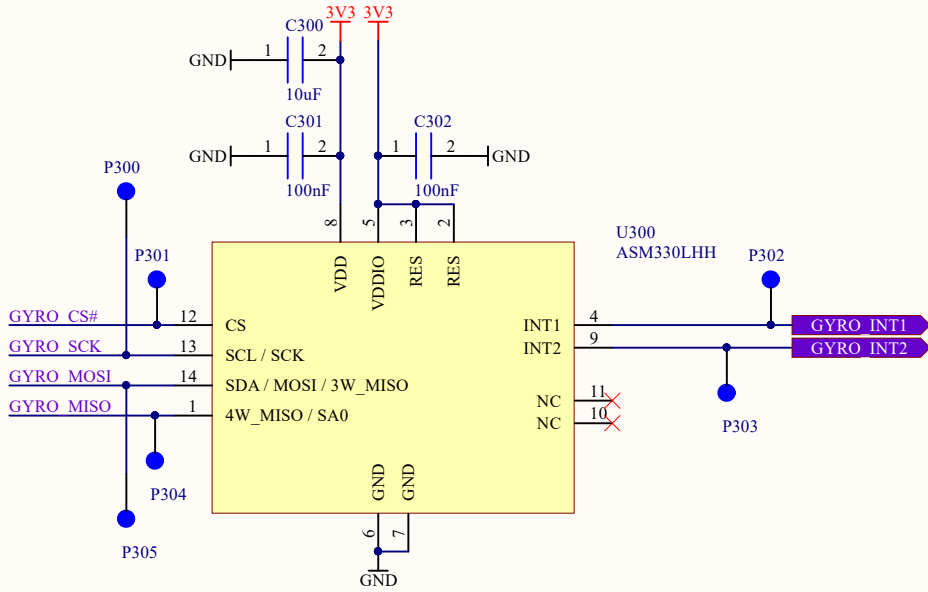 3V3
3V3
C300
GND
1
2
10uF
C301
GND
1
2
100nF
C302
1
2
GND
100nF
P300
8
5
3
2
U300
ASM330LHH
VDD
VDDIO
RES
RES
P301
P302
GYRO_CS#
12
CS
INT1
4
GYRO_INT1
GYRO_SCK
13
SCL / SCK
INT2
9
GYRO_INT2
GYRO_MOSI
14
SDA / MOSI / 3W_MISO
NC
11
GYRO_MISO
1
4W_MISO / SA0
NC
10
P303
GND
GND
P304
6
7
P305
GND